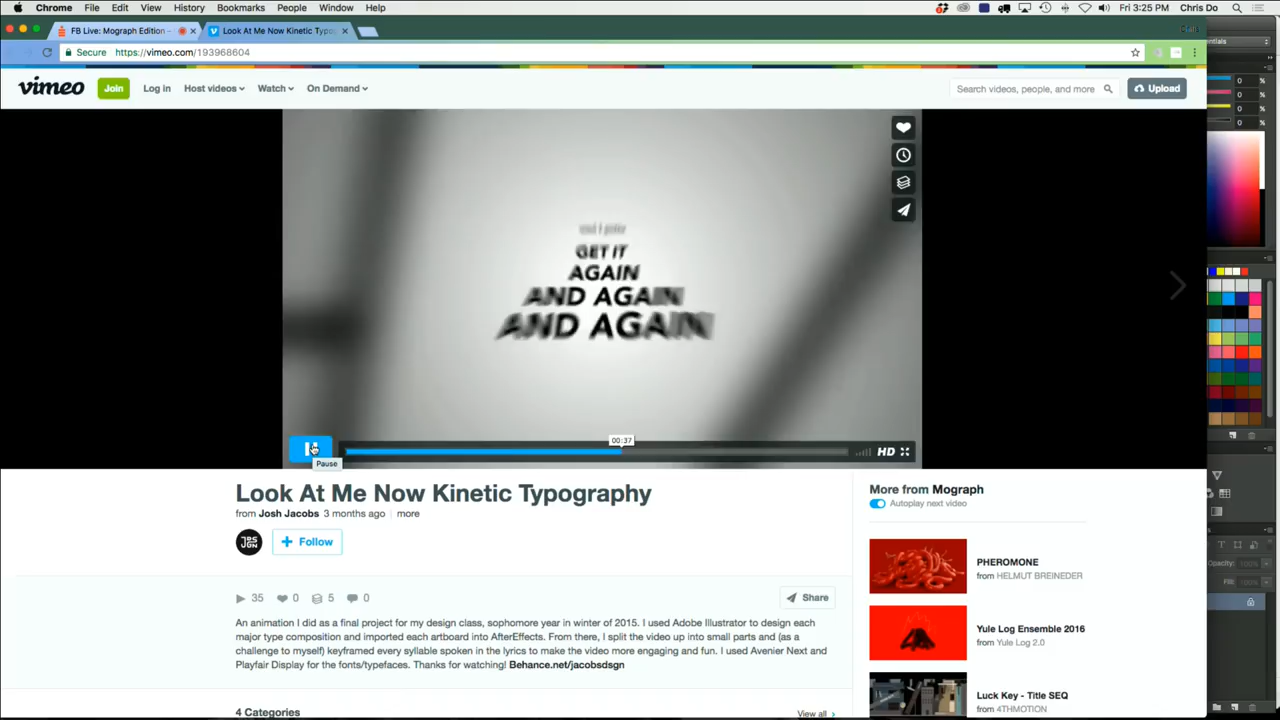 Chrome File Edit View History Bookmarks People Window Help
Fri 3:25 PM Chris Do
FB Live: Mograph Edition -
Look At Me Now Kinetic Typo
Secure https://vimeo.com/193968604
vimeo Join Log in Host videos Watch On Demand
Search videos, people, and more
Upload
GET IT
AGAIN
AND AGAIN
AND AGAIN
00:37
HD
Pause
Look At Me Now Kinetic Typography
from Josh Jacobs 3 months ago more
+ Follow
35 0 5 0
Share
An animation I did as a final project for my design class, sophomore year in winter of 2015. I used Adobe Illustrator to design each
major type composition and imported each artboard into AfterEffects. From there, I split the video up into small parts and (as a
challenge to myself) keyframed every syllable spoken in the lyrics to make the video more engaging and fun. I used Avenier Next and
Playfair Display for the fonts/typefaces. Thanks for watching! Behance.net/jacobsdsgn
4 Categories
View all
More from Mograph
Autoplay next video
PHEROMONE
from HELMUT BREINEDER
Yule Log Ensemble 2016
from Yule Log 2.0
Luck Key - Title SEQ
from 4THMOTION
0 %
0 %
0 %
0 %
Opacity:
Fill: